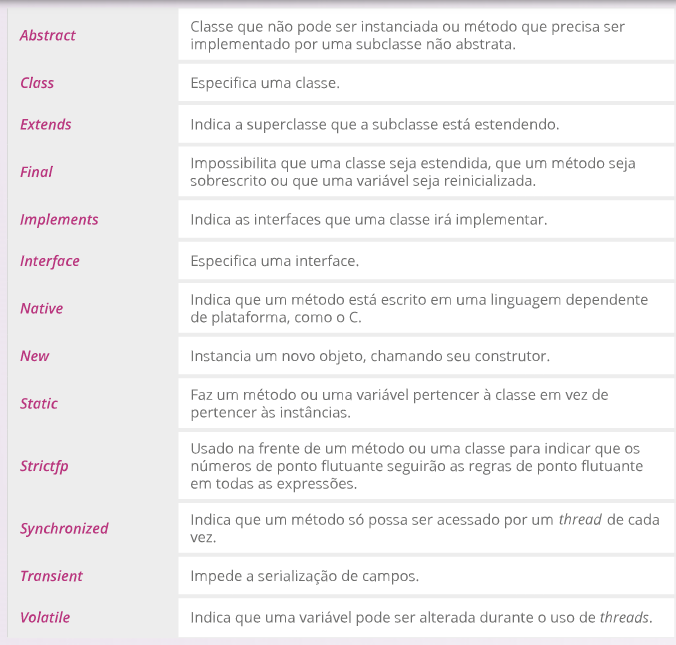 Abstract
Classe que não pode ser instanciada ou método que precisa ser
implementado por uma subclasse não abstrata.
Class
Especifica uma classe.
Extends
Indica a superclasse que a subclasse está estendendo.
Final
Impossibilita que uma classe seja estendida, que um método seja
sobrescrito ou que uma variável seja reinicializada.
Implements
Indica as interfaces que uma classe irá implementar.
Interface
Especifica uma interface.
Native
Indica que um método está escrito em uma linguagem dependente
de plataforma, como o C.
New
Instancia um novo objeto, chamando seu construtor.
Static
Faz um método ou uma variável pertencer à classe em vez de
pertencer às instâncias.
Strictfp
Usado na frente de um método ou uma classe para indicar que os
números de ponto flutuante seguirão as regras de ponto flutuante
em todas as expressões.
Synchronized
Indica que um método só possa ser acessado por um thread de cada
vez.
Transient
Impede a serialização de campos.
Volatile
Indica que uma variável pode ser alterada durante o uso de threads.